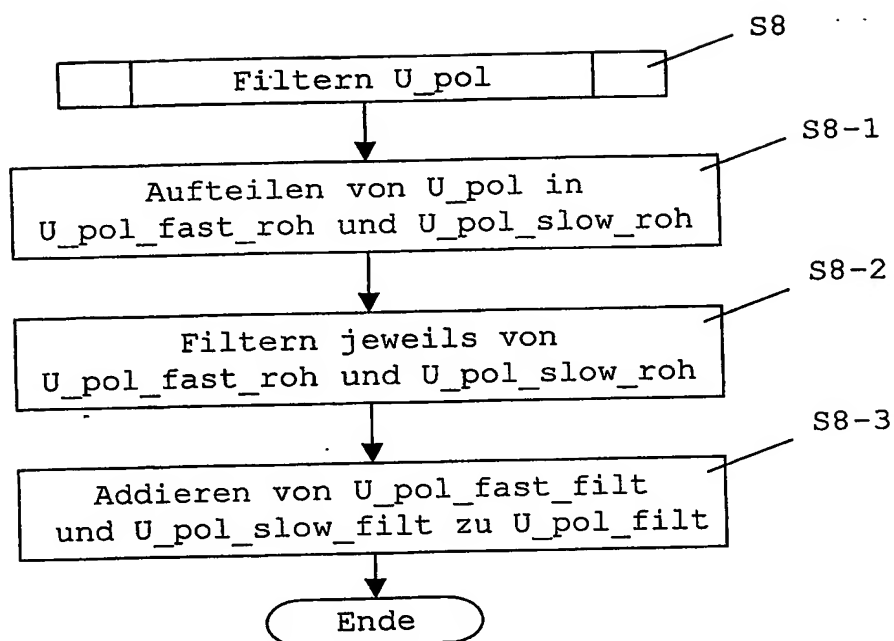 S8
Filtern U_pol
S8-1
Aufteilen von U_pol in
U_pol_fast_roh und U_pol_slow_roh
S8-2
Filtern jeweils von
U_pol_fast_roh und U_pol_slow_roh
S8-3
Addieren von U_pol_fast_filt
und U_pol_slow_filt zu U_pol_filt
Ende